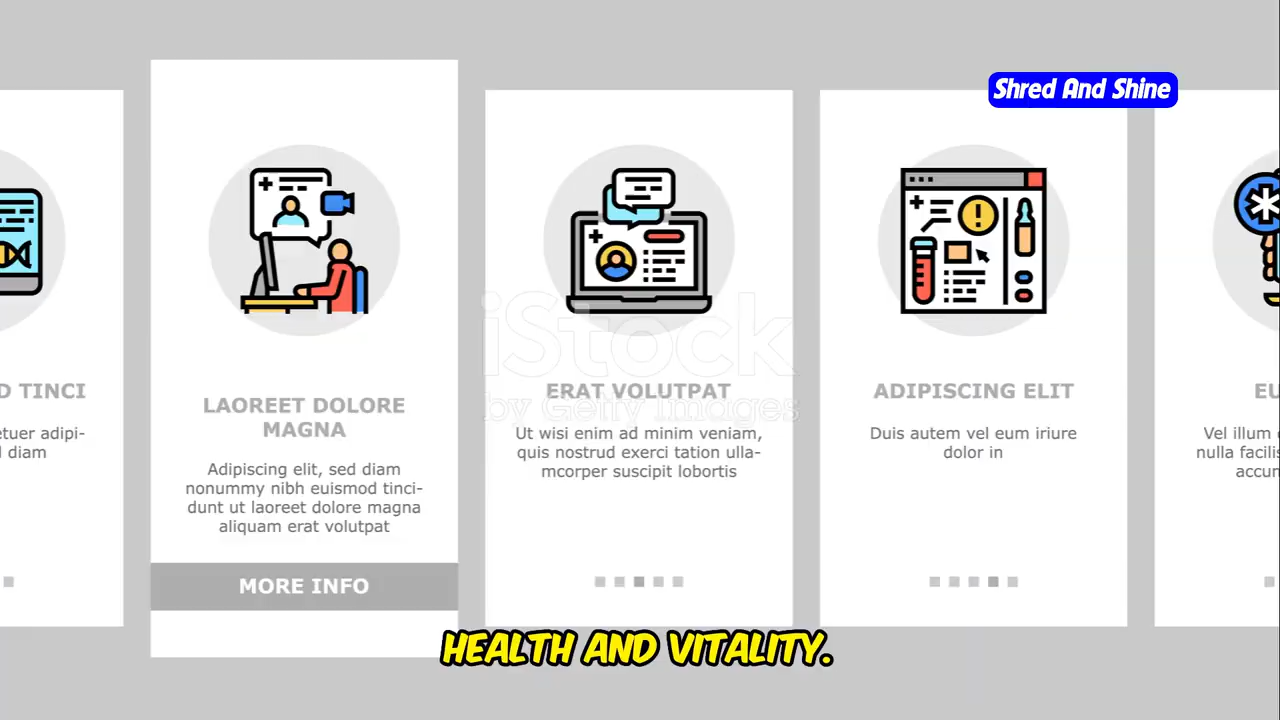 Shred And Shine
D TINCI
etuer adipi-
d diam
LAOREET DOLORE
MAGNA
Adipiscing elit, sed diam
nonummy nibh euismod tinci-
dunt ut laoreet dolore magna
aliquam erat volutpat
MORE INFO
ERAT VOLUTPAT
Ut wisi enim ad minim veniam,
quis nostrud exerci tation ulla-
mcorper suscipit lobortis
ADIPISCING ELIT
Duis autem vel eum iriure
dolor in
EU
Vel illum
nulla facilis
accum
iStock
by Getty Images
HEALTH AND VITALITY.